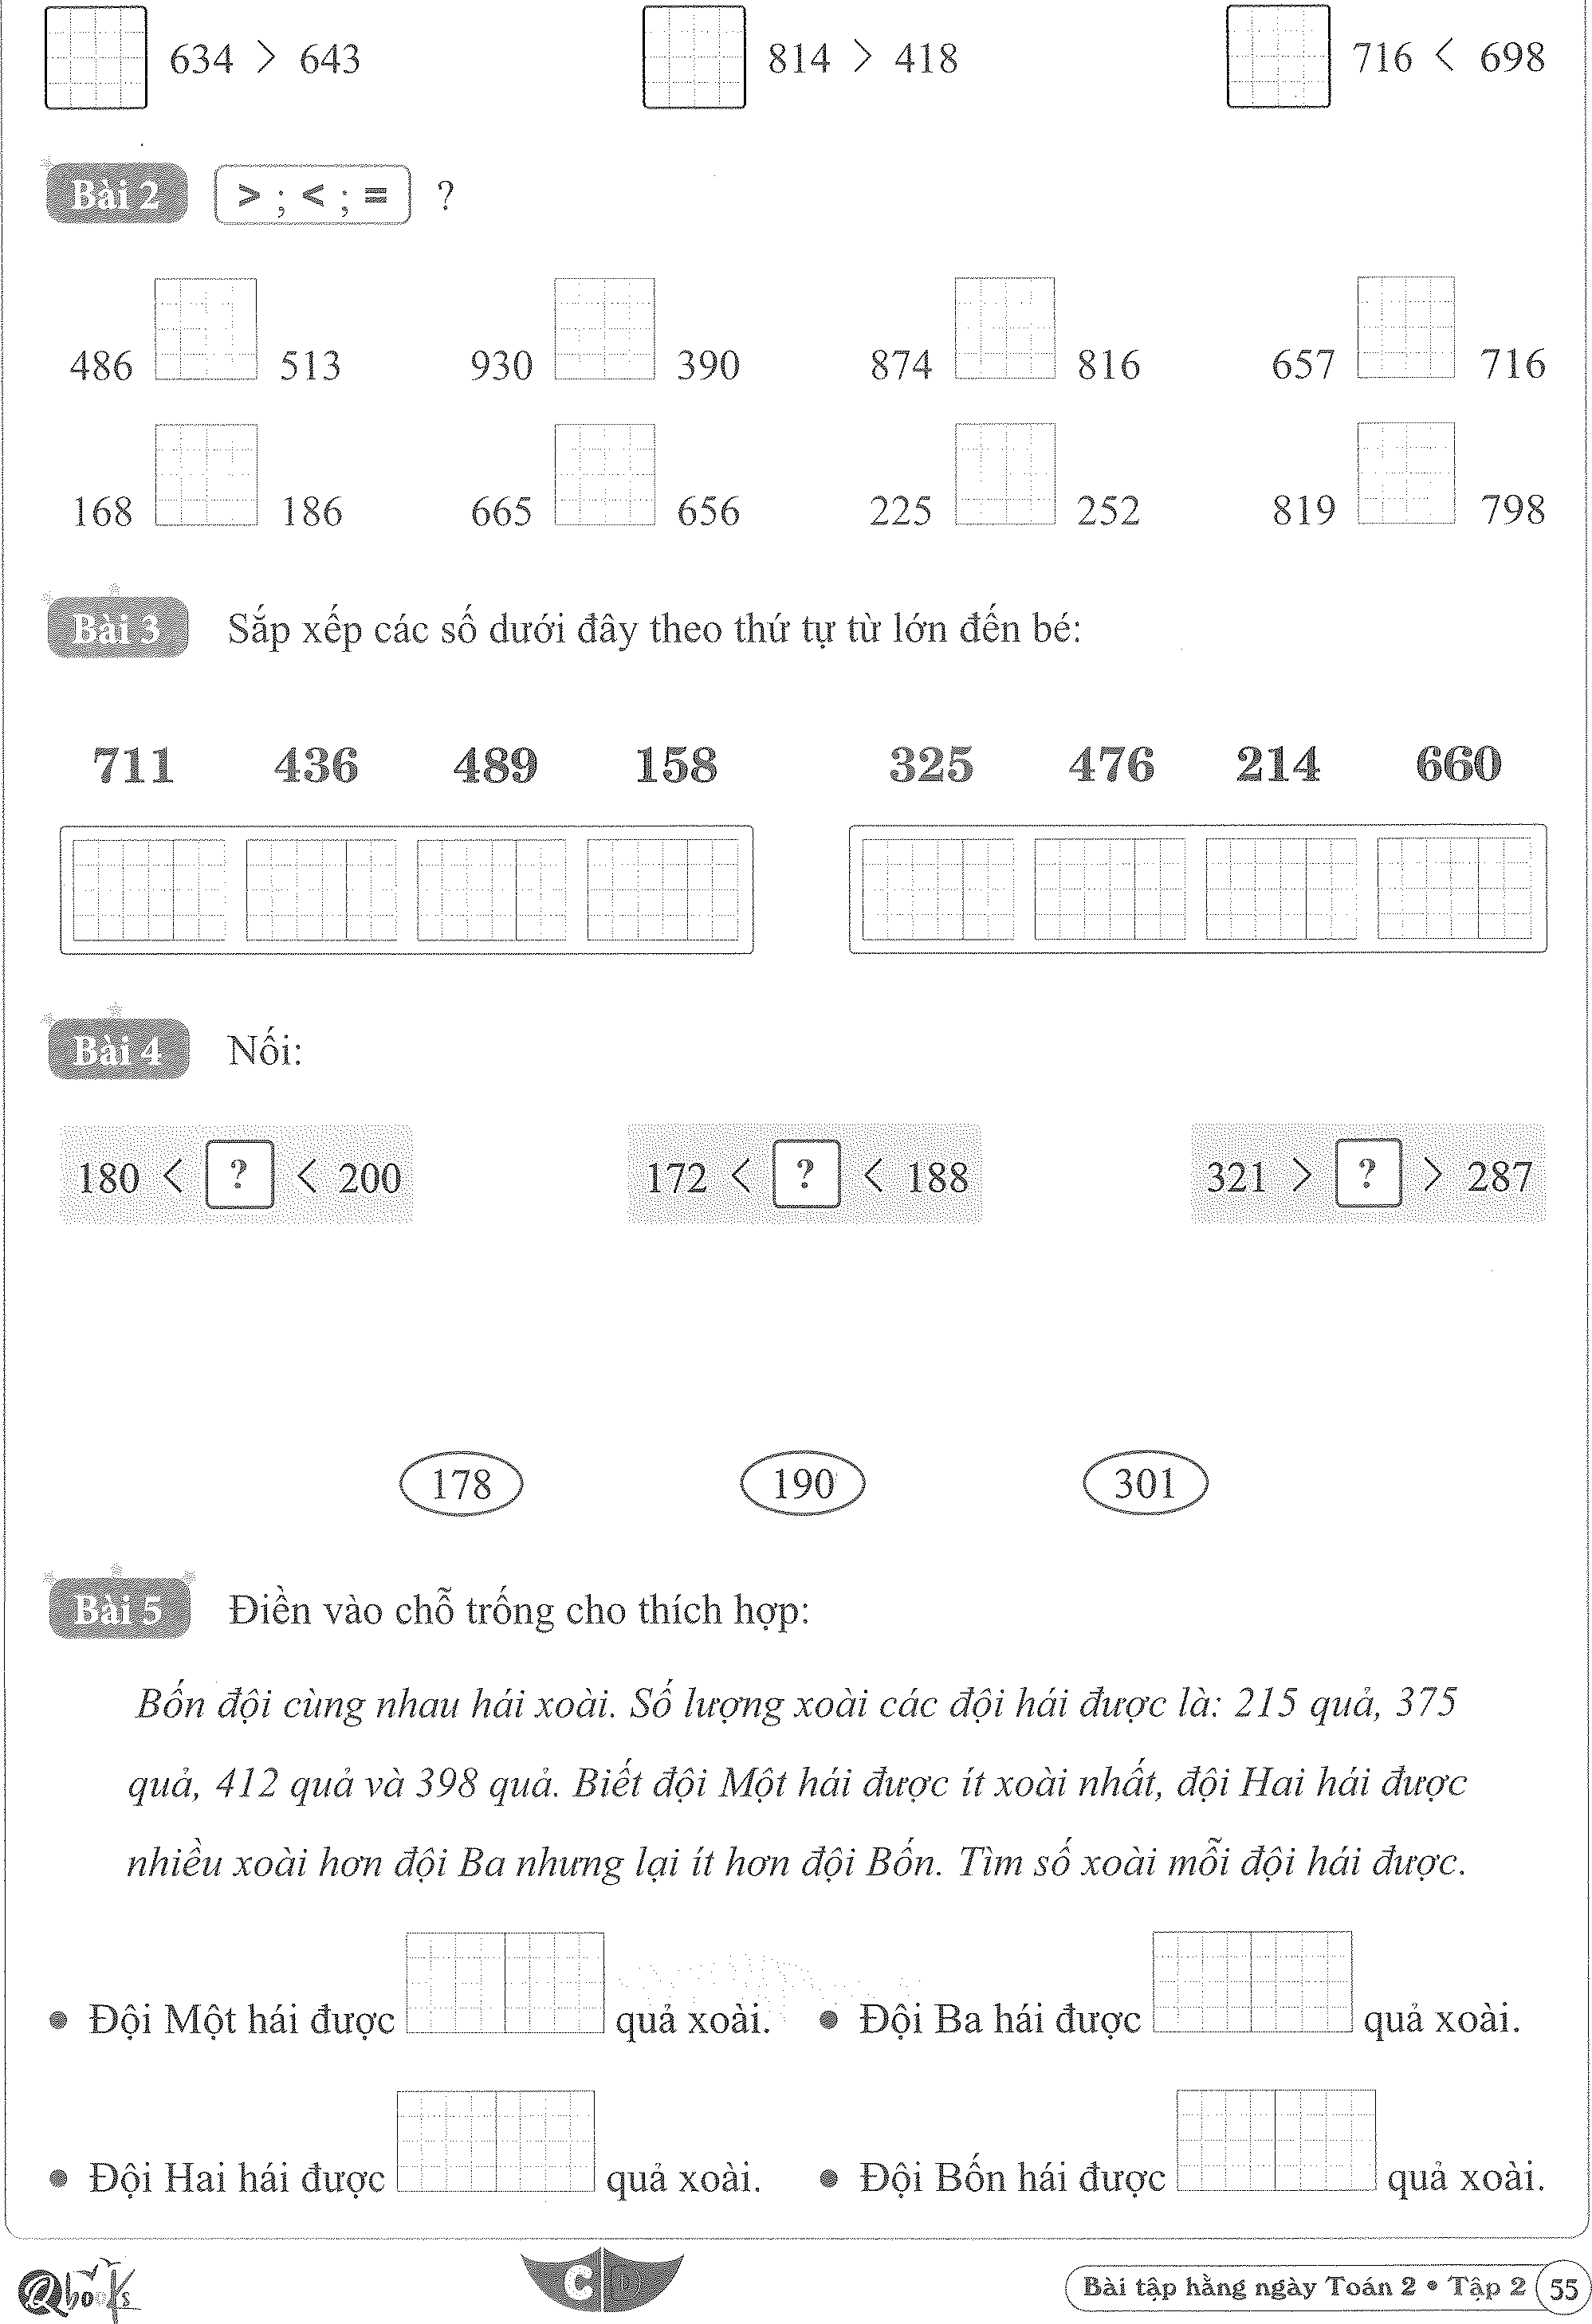 634 > 643 814 > 418 716 < 698
Bài 2 > ; < ; = ?
486 513 930 390 874 816 657 716
168 186 665 656 225 252 819 798
Bài 3 Sắp xếp các số dưới đây theo thứ tự từ lớn đến bé:
711 436 489 158 325 476 214 660
Bài 4 Nối:
180 < ? < 200 172 < ? < 188 321 > ? > 287
178 190 301
Bài 5 Điền vào chỗ trống cho thích hợp:
Bốn đội cùng nhau hái xoài. Số lượng xoài các đội hái được là: 215 quả, 375
quả, 412 quả và 398 quả. Biết đội Một hái được ít xoài nhất, đội Hai hái được
nhiều xoài hơn đội Ba nhưng lại ít hơn đội Bốn. Tìm số xoài mỗi đội hái được.
• Đội Một hái được quả xoài. • Đội Ba hái được quả xoài.
• Đội Hai hái được quả xoài. • Đội Bốn hái được quả xoài.
Qbooks CD Bài tập hằng ngày Toán 2 • Tập 2 55